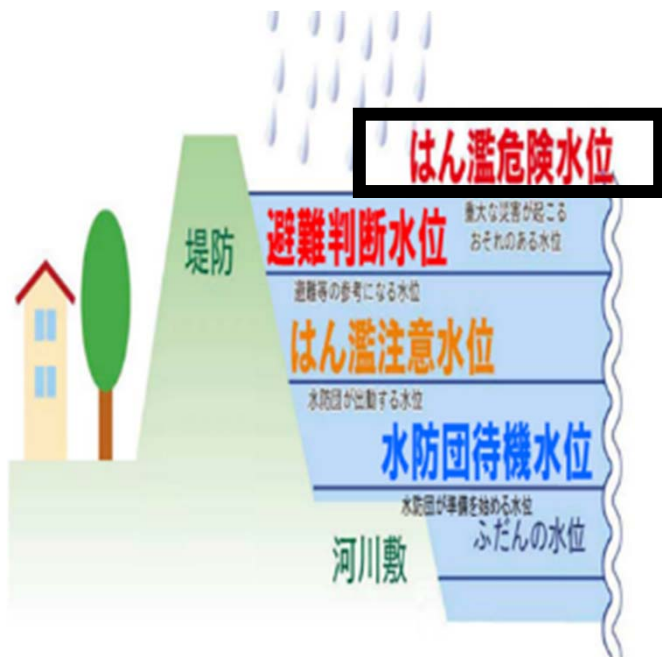 はん濫危険水位
重大な災害が起こる
おそれのある水位
避難判断水位
堤防
避難等の参考になる水位
はん濫注意水位
水防団が出動する水位
水防団待機水位
水防団が準備を始める水位
ふだんの水位
河川敷